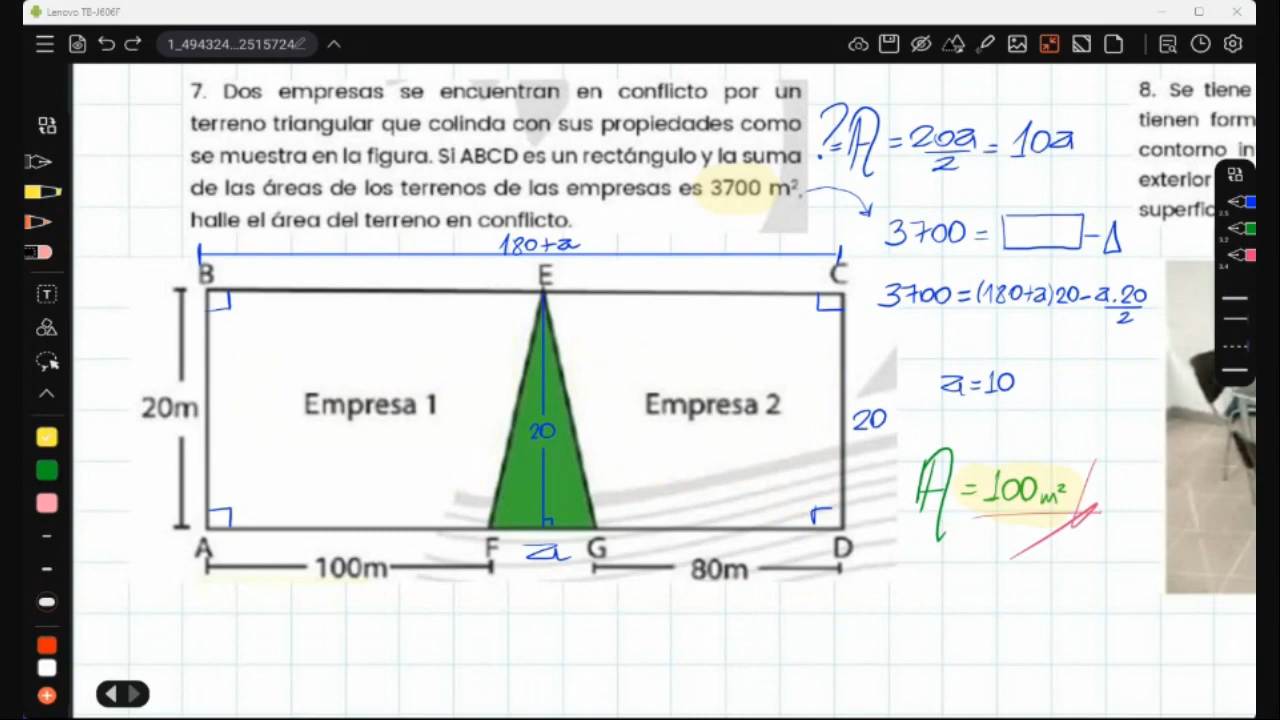 Lenovo TB-J606F
1_494324...2515724
7. Dos empresas se encuentran en conflicto por un
terreno triangular que colinda con sus propiedades como
se muestra en la figura. Si ABCD es un rectángulo y la suma
de las áreas de los terrenos de las empresas es 3700 m²,
halle el área del terreno en conflicto.
180+a
B E C
20m
Empresa 1
20
Empresa 2
20
A F a G D
100m 80m
?=A = 20a/2 = 10a
3700 = □ - Δ
3700 = (180+a)20 - a.20/2
a = 10
A = 100 m²
8. Se tiene
tienen form
contorno in
exterior
superfic